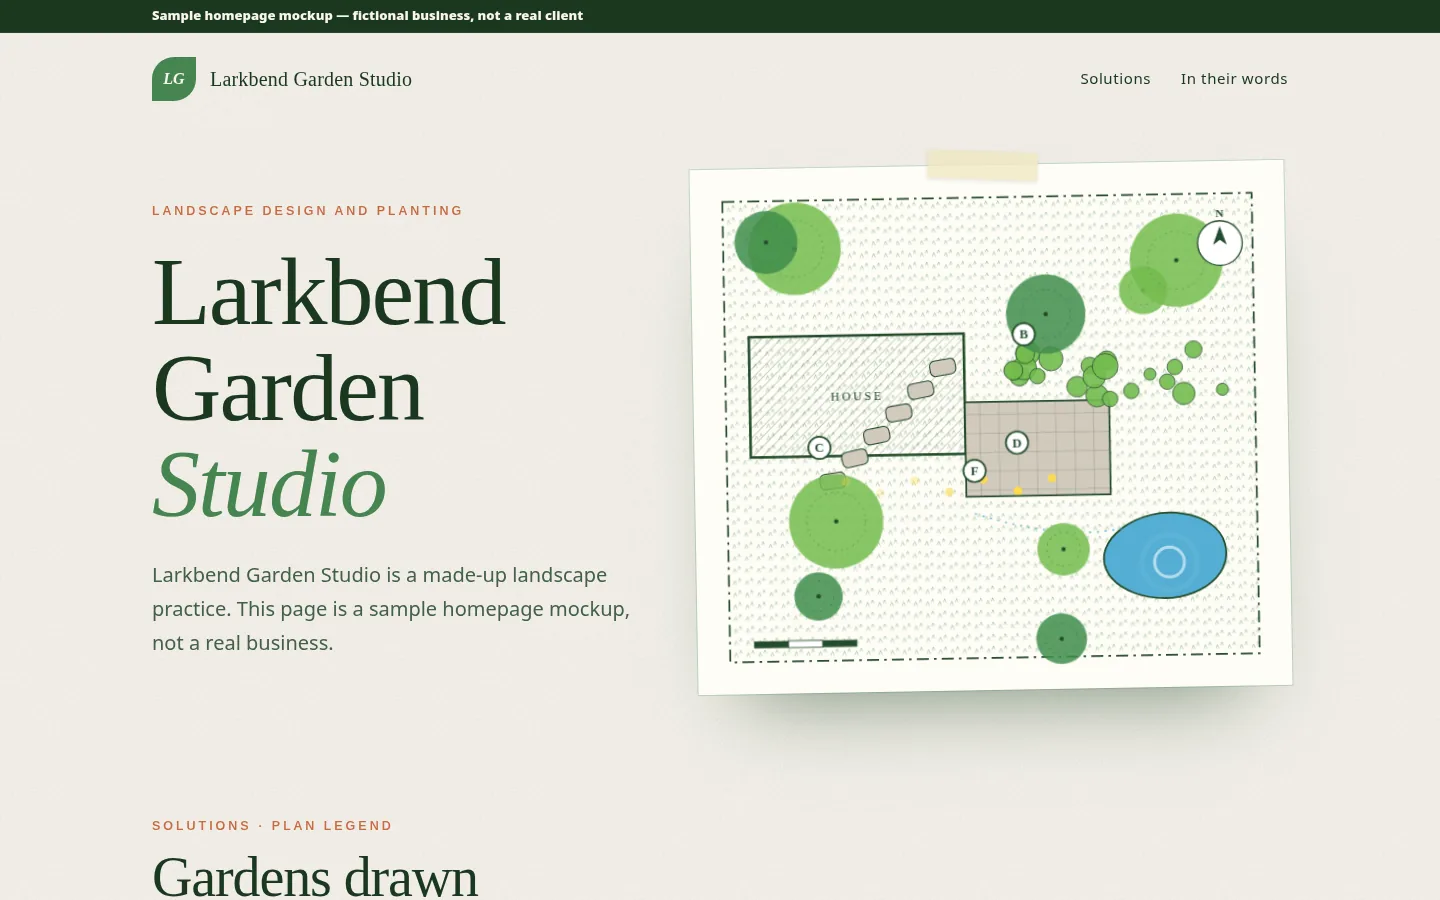 Sample homepage mockup — fictional business, not a real client
LG
Larkbend Garden Studio
Solutions
In their words
LANDSCAPE DESIGN AND PLANTING
Larkbend
Garden
Studio
Larkbend Garden Studio is a made-up landscape
practice. This page is a sample homepage mockup,
not a real business.
N
B
HOUSE
C
D
F
SOLUTIONS · PLAN LEGEND
Gardens drawn